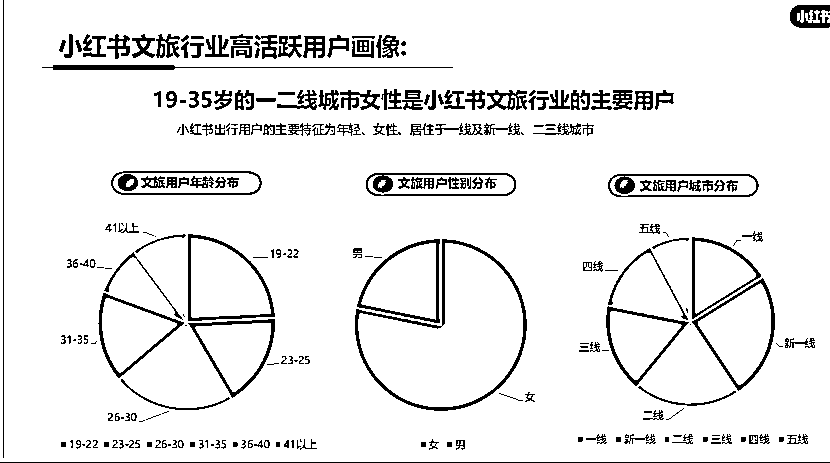 小红书
小红书文旅行业高活跃用户画像:
19-35岁的一二线城市女性是小红书文旅行业的主要用户
小红书出行用户的主要特征为年轻、女性、居住于一线及新一线、二三线城市
文旅用户年龄分布
文旅用户性别分布
文旅用户城市分布
41以上
36-40
31-35
26-30
23-25
19-22
男
女
五线
四线
三线
二线
新一线
一线
19-22 23-25 26-30 31-35 36-40 41以上
女 男
一线 新一线 二线 三线 四线 五线